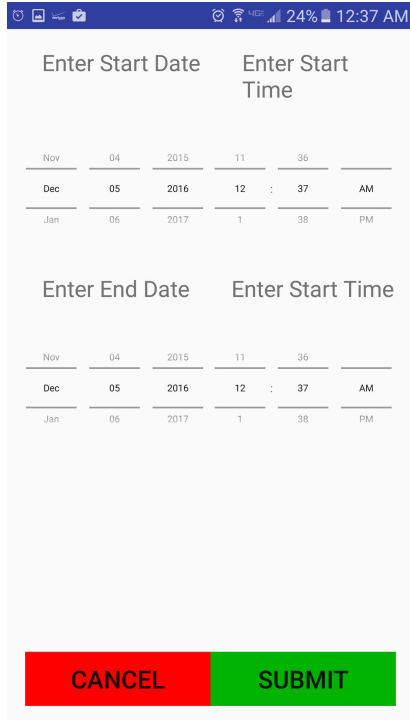 4GE 24% 12:37 AM
Enter Start Date Enter Start
Time
Nov 04 2015 11 36
Dec 05 2016 12 : 37 AM
Jan 06 2017 1 38 PM
Enter End Date Enter Start Time
Nov 04 2015 11 36
Dec 05 2016 12 : 37 AM
Jan 06 2017 1 38 PM
CANCEL SUBMIT